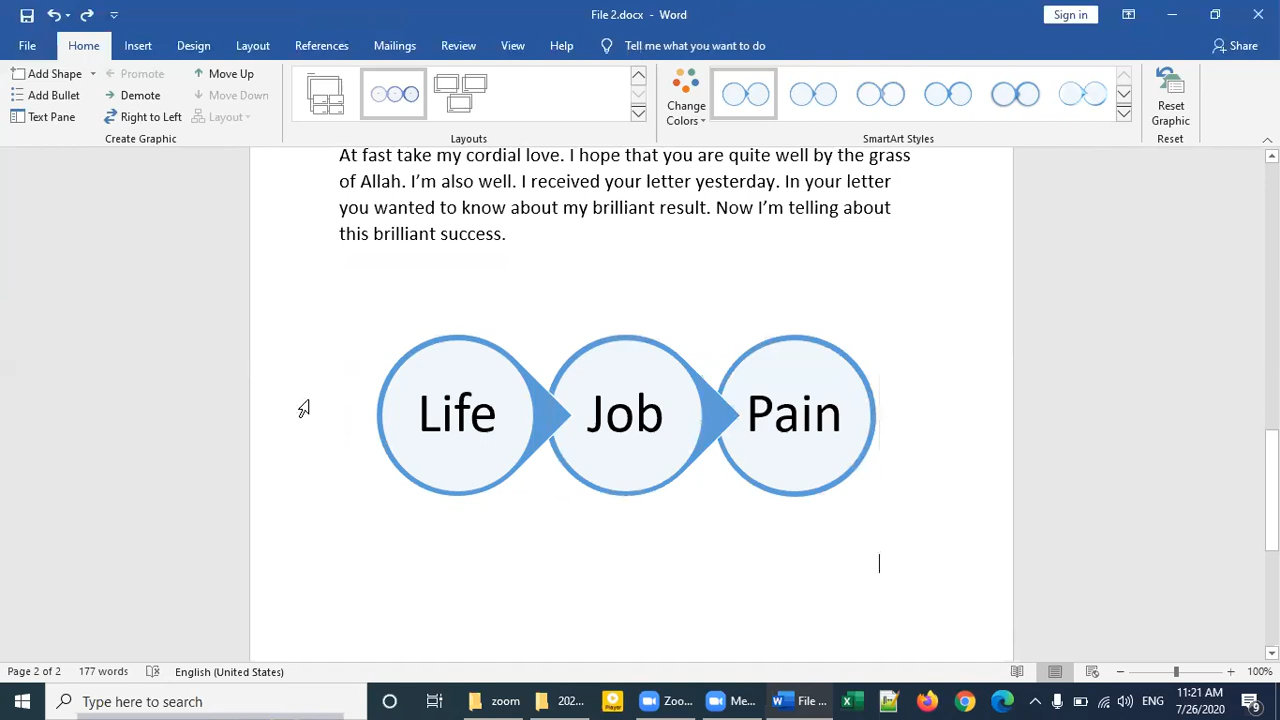 File 2.docx - Word
Sign in
File Home Insert Design Layout References Mailings Review View Help Tell me what you want to do Share
Add Shape Promote Move Up
Add Bullet Demote Move Down
Text Pane Right to Left Layout
Create Graphic
Layouts
Change Colors
SmartArt Styles
Reset Graphic
Reset
At fast take my cordial love. I hope that you are quite well by the grass
of Allah. I’m also well. I received your letter yesterday. In your letter
you wanted to know about my brilliant result. Now I’m telling about
this brilliant success.
Life Job Pain
Page 2 of 2 177 words English (United States) 100%
Type here to search
zoom
202...
Player
Zoo...
Me...
File ...
ENG
11:21 AM
7/26/2020
9